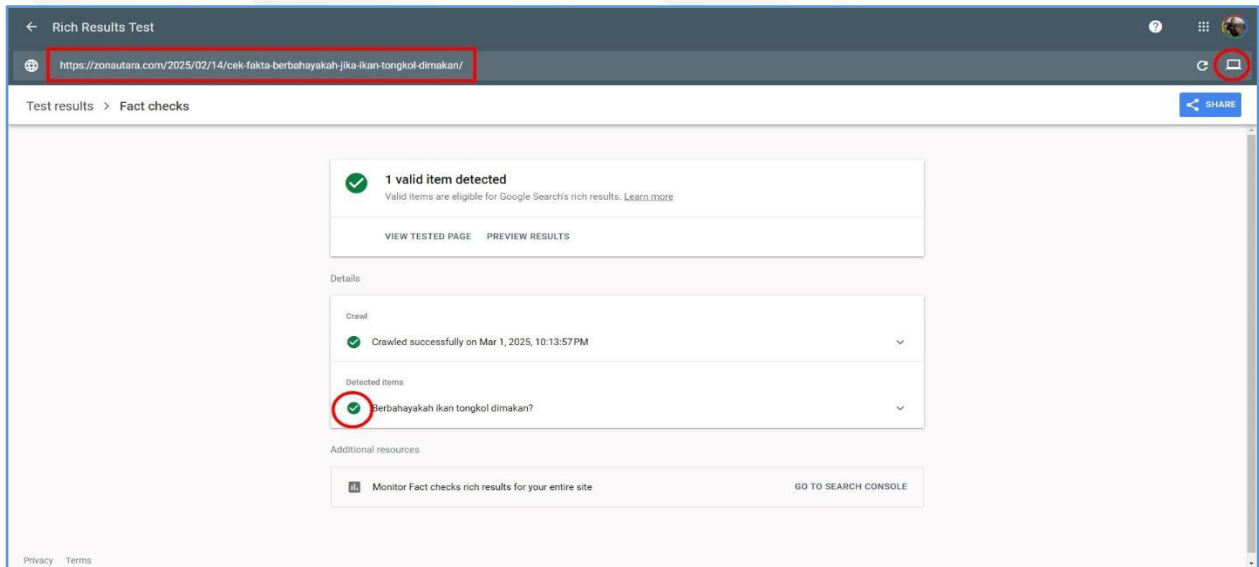 Rich Results Test
https://zonautara.com/2025/02/14/cek-fakta-berbahayakah-jika-ikan-tongkol-dimakan/
Test results > Fact checks
SHARE
1 valid item detected
Valid items are eligible for Google Search's rich results. Learn more
VIEW TESTED PAGE PREVIEW RESULTS
Details
Crawl
Crawled successfully on Mar 1, 2025, 10:13:57 PM
Detected items
Berbahayakah ikan tongkol dimakan?
Additional resources
Monitor Fact checks rich results for your entire site
GO TO SEARCH CONSOLE
Privacy Terms